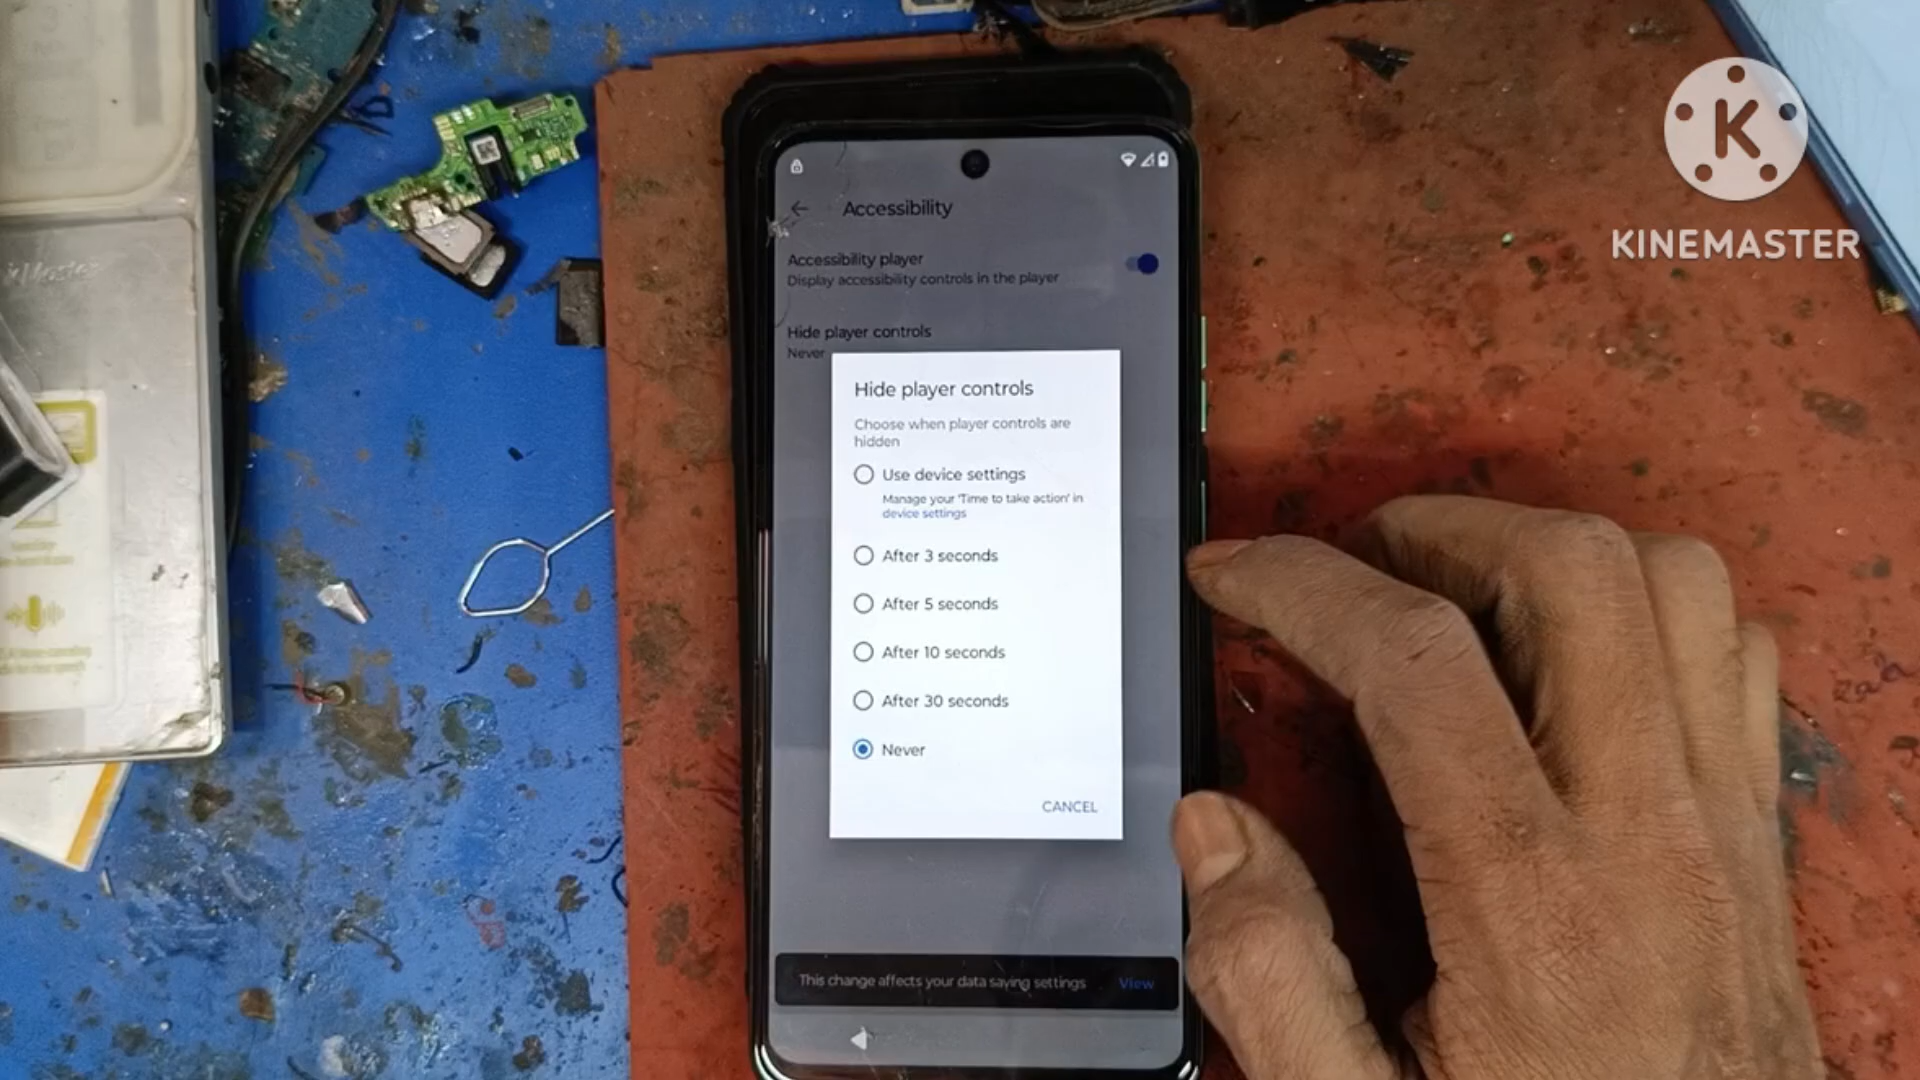 K
KINEMASTER
Accessibility
Accessibility player
Display accessibility controls in the player
Hide player controls
Never
Hide player controls
Choose when player controls are
hidden
Use device settings
Manage your 'Time to take action' in
device settings
After 3 seconds
After 5 seconds
After 10 seconds
After 30 seconds
Never
CANCEL
This change affects your data saving settings
View